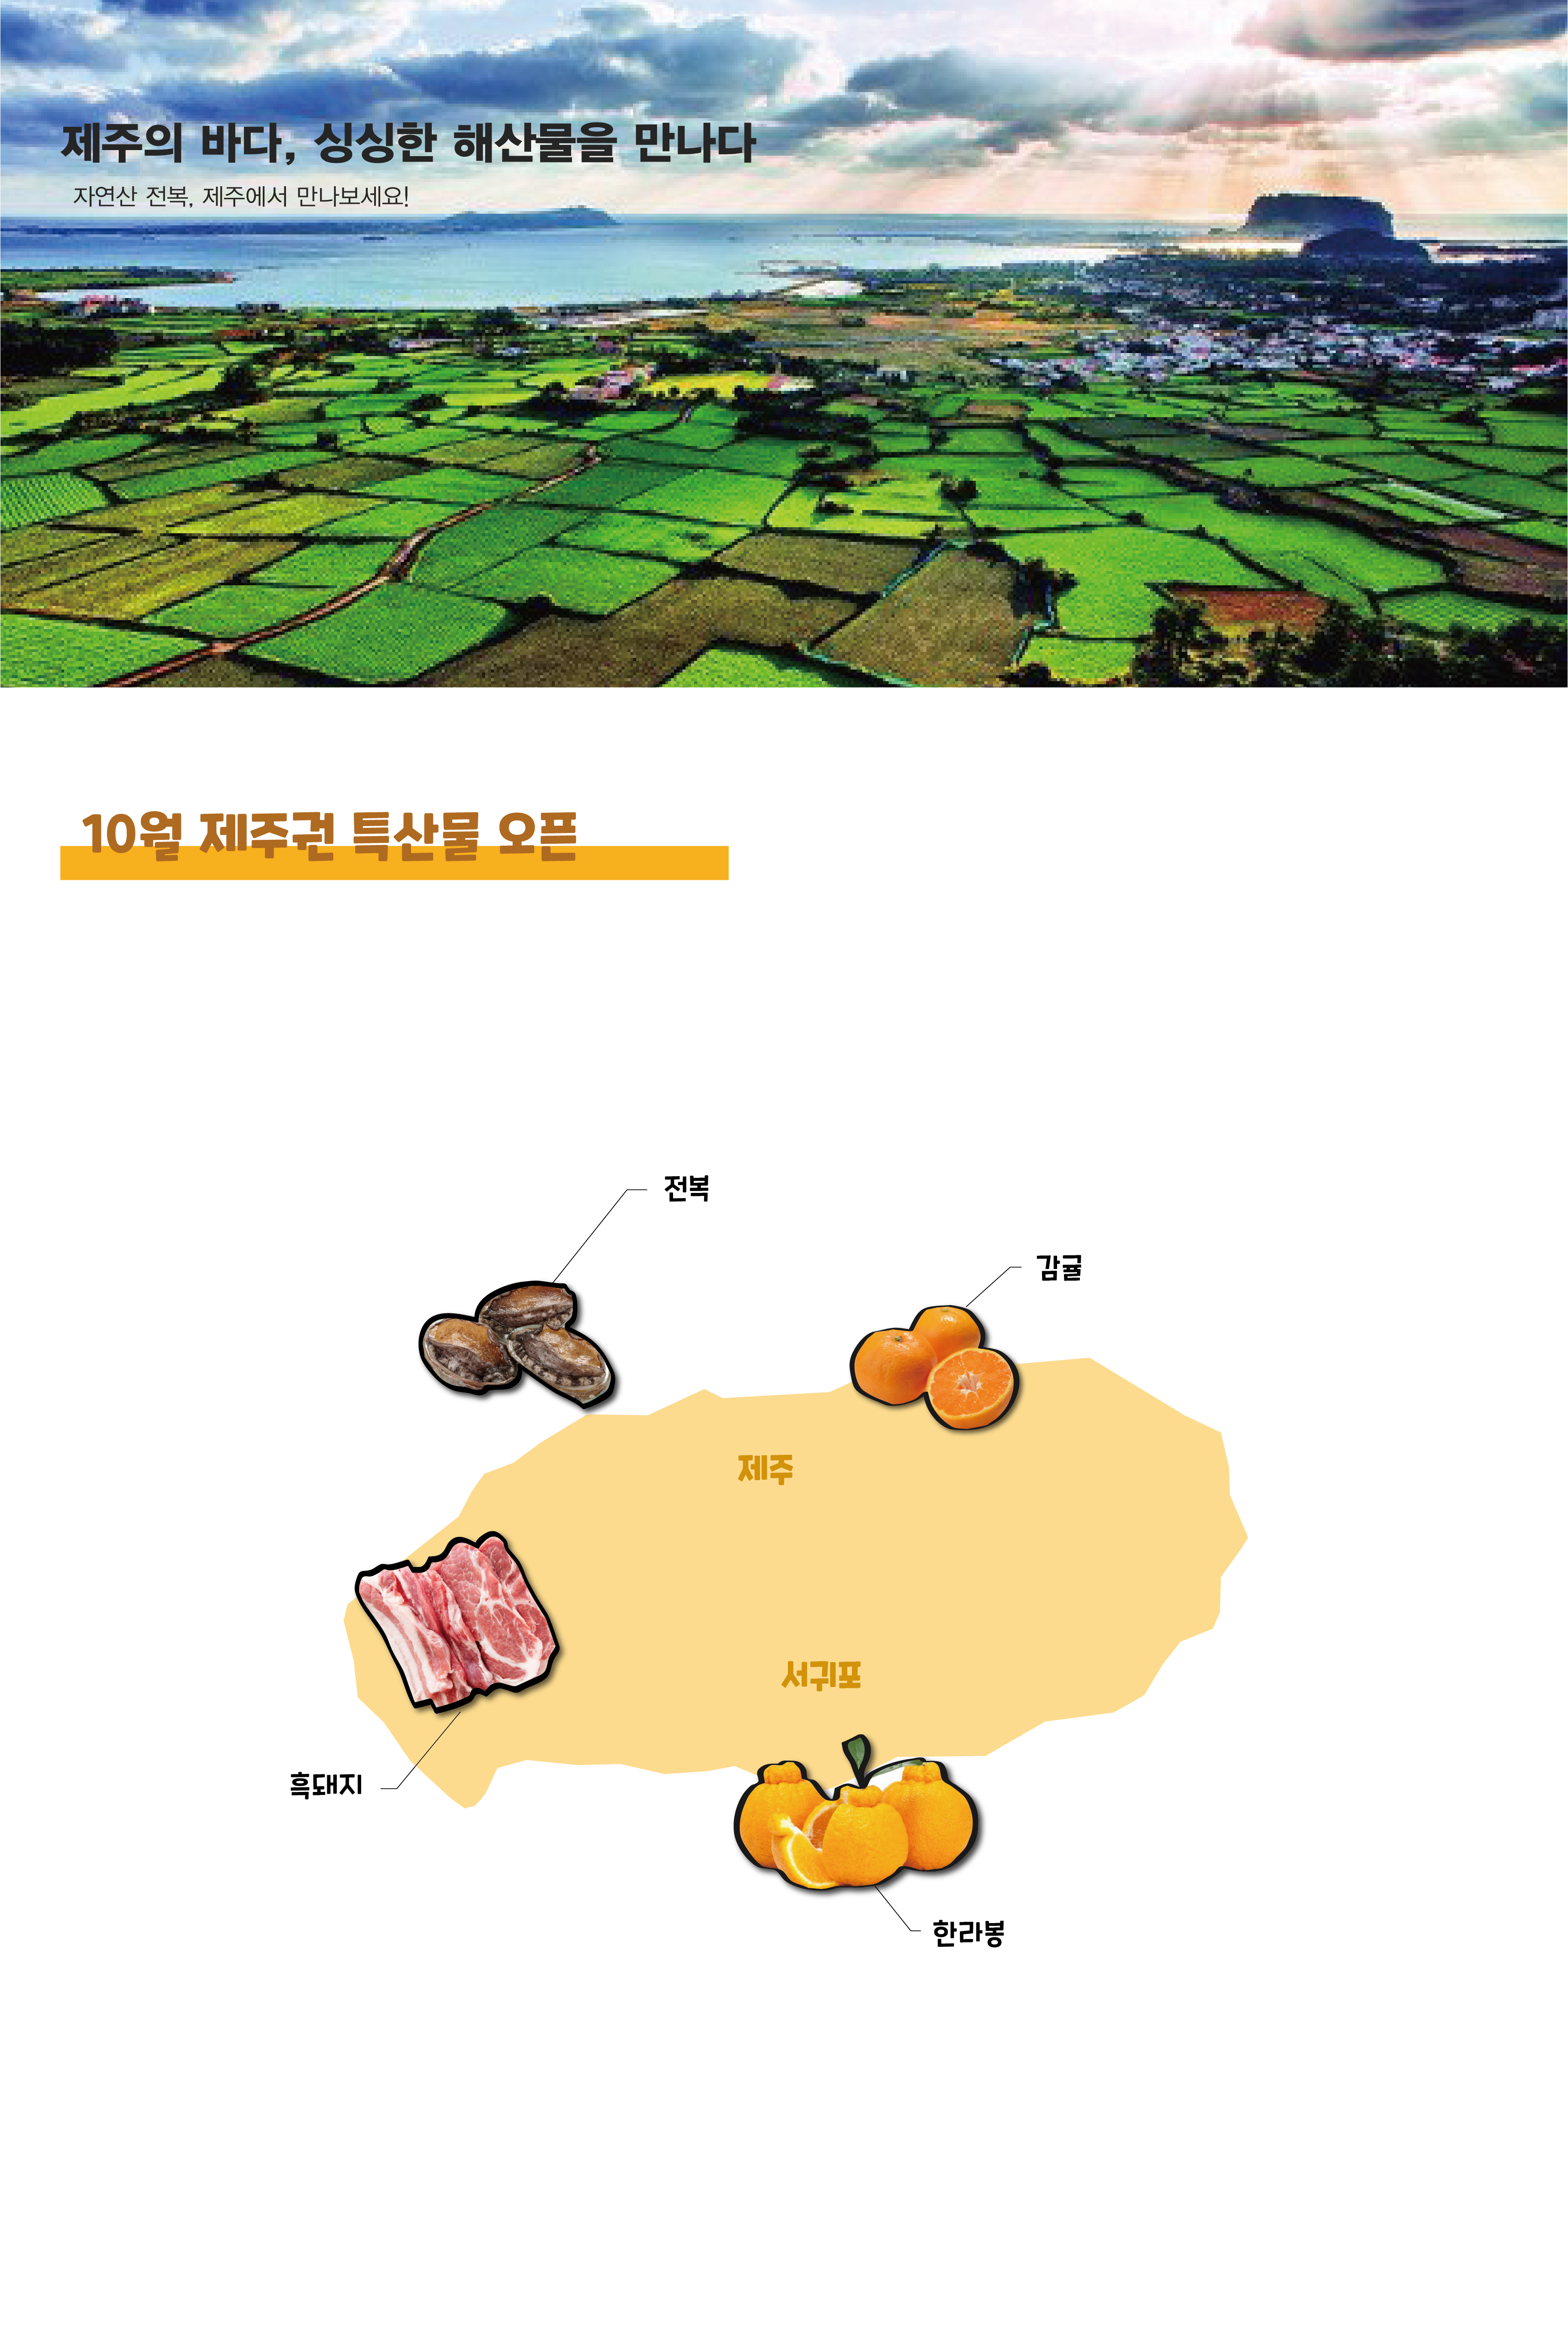 제주의 바다, 싱싱한 해산물을 만나다
자연산 전복, 제주에서 만나보세요!
10월 제주권 특산물 오픈
전복
감귤
제주
서귀포
흑돼지
한라봉